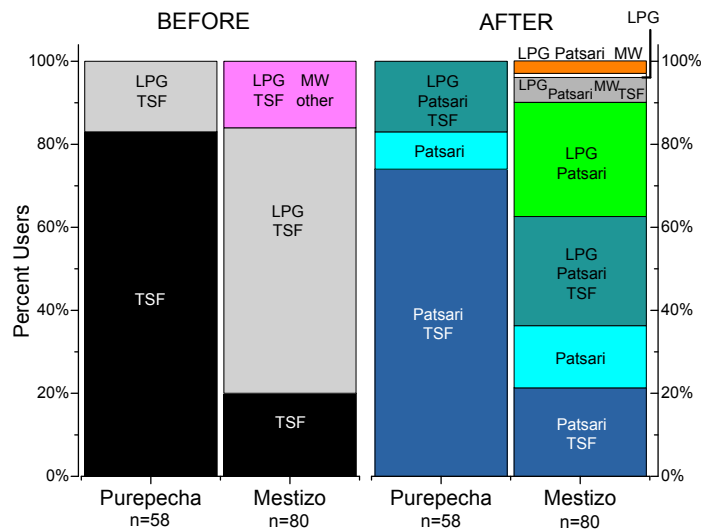 BEFORE
AFTER
LPG
Percent Users
100%
80%
60%
40%
20%
0%
LPG
TSF
TSF
LPG MW
TSF other
LPG
TSF
TSF
LPG
Patsari
TSF
Patsari
Patsari
TSF
LPG Patsari MW
LPG Patsari MW TSF
LPG
Patsari
LPG
Patsari
TSF
Patsari
Patsari
TSF
100%
80%
60%
40%
20%
0%
Purepecha
n=58
Mestizo
n=80
Purepecha
n=58
Mestizo
n=80